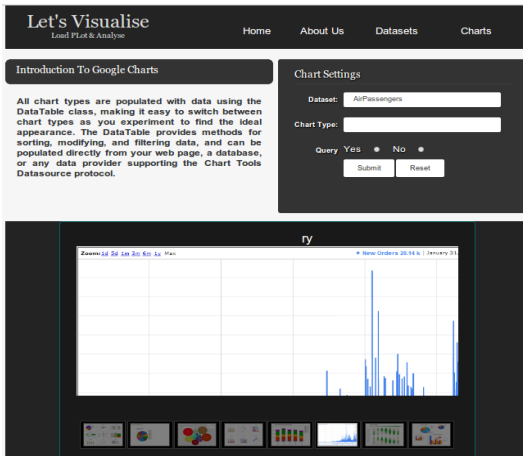 Let's Visualise
Load PLot & Analyse
Home About Us Datasets Charts
Introduction To Google Charts
All chart types are populated with data using the
DataTable class, making it easy to switch between
chart types as you experiment to find the ideal
appearance. The DataTable provides methods for
sorting, modifying, and filtering data, and can be
populated directly from your web page, a database,
or any data provider supporting the Chart Tools
Datasource protocol.
Chart Settings
Dataset: AirPassengers
Chart Type:
Query Yes No
Submit Reset
ry
Zoom: 1d 5d 1m 3m 6m 1y Max New Orders 28.94 k | January 31,